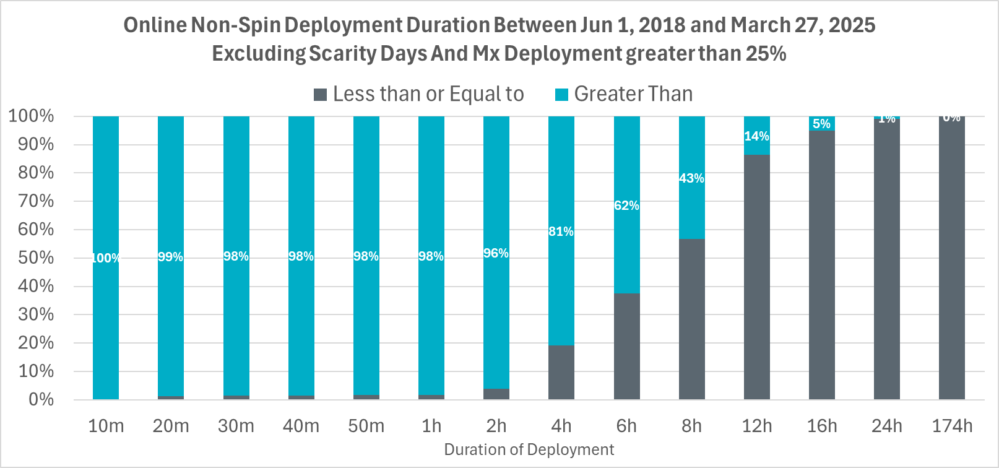 Online Non-Spin Deployment Duration Between Jun 1, 2018 and March 27, 2025
Excluding Scarity Days And Mx Deployment greater than 25%
Less than or Equal to Greater Than
100%
90%
80%
70%
60%
50%
40%
30%
20%
10%
0%
100% 99% 98% 98% 98% 98% 96% 81% 62% 43% 14% 5% 1% 0%
10m 20m 30m 40m 50m 1h 2h 4h 6h 8h 12h 16h 24h 174h
Duration of Deployment